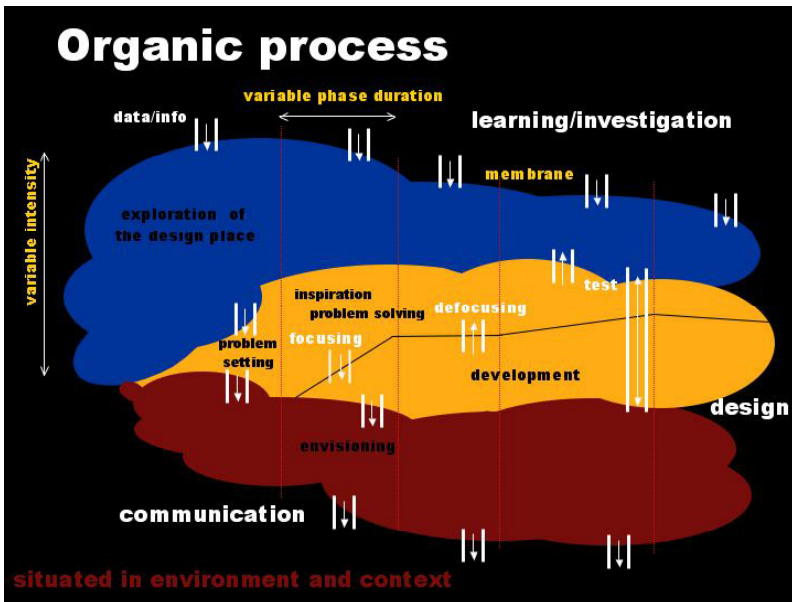 Organic process
variable phase duration
data/info
learning/investigation
membrane
variable intensity
exploration of
the design place
inspiration
problem solving
defocusing
test
problem
setting
focusing
development
design
envisioning
communication
situated in environment and context